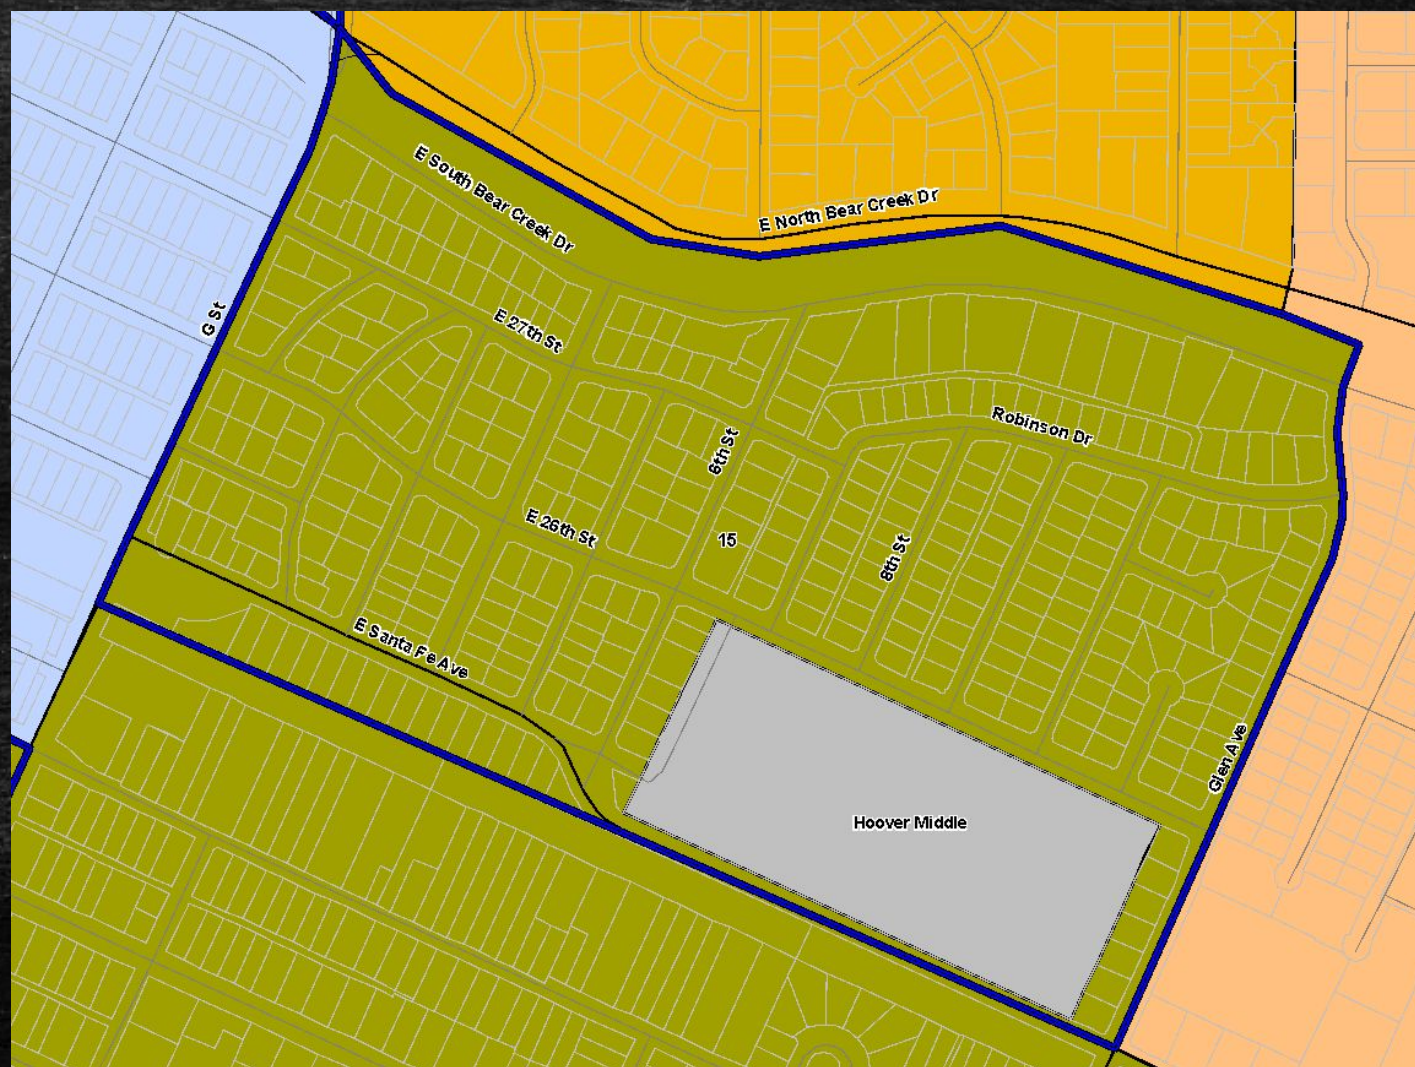 E South Bear Creek Dr
E North Bear Creek Dr
G St
E 27th St
Robinson Dr
6th St
E 26th St
15
8th St
E Santa Fe Ave
Glen Ave
Hoover Middle